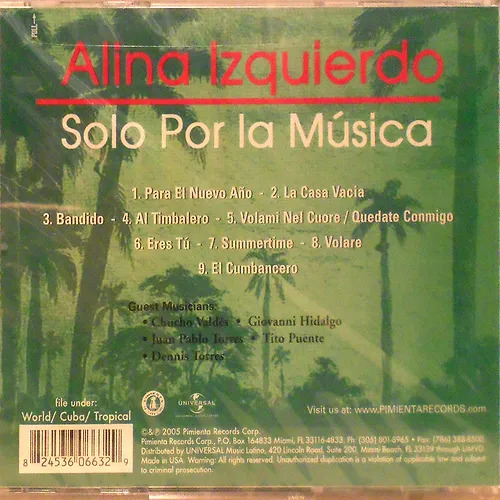 PULL→
Alina Izquierdo
Solo Por la Música
1. Para El Nuevo Año - 2. La Casa Vacia
3. Bandido - 4. Al Timbalero - 5. Volami Nel Cuore / Quedate Conmigo
6. Eres Tú - 7. Summertime - 8. Volare
9. El Cumbancero
Guest Musicians:
• Chucho Valdés • Giovanni Hidalgo
• Juan Pablo Torres • Tito Puente
• Dennis Torres
file under:
World/ Cuba/ Tropical
UNIVERSAL
Visit us at: www.PIMIENTARECORDS.com
8 24536 06632 9
©&℗ 2005 Pimienta Records Corp.
Pimienta Records Corp., P.O. Box 164833 Miami, Fl, 33116-4833, Ph. (305) 801-8965 • Fax. (786) 388-8500
Distributed by UNIVERSAL Music Latino, 420 Lincoln Road, Suite 200, Miami Beach, FL 33139 through UMVD
Made in USA. Warning: All rights reserved. Unauthorized duplication is a violation of applicable law and subject
to criminal prosecution.